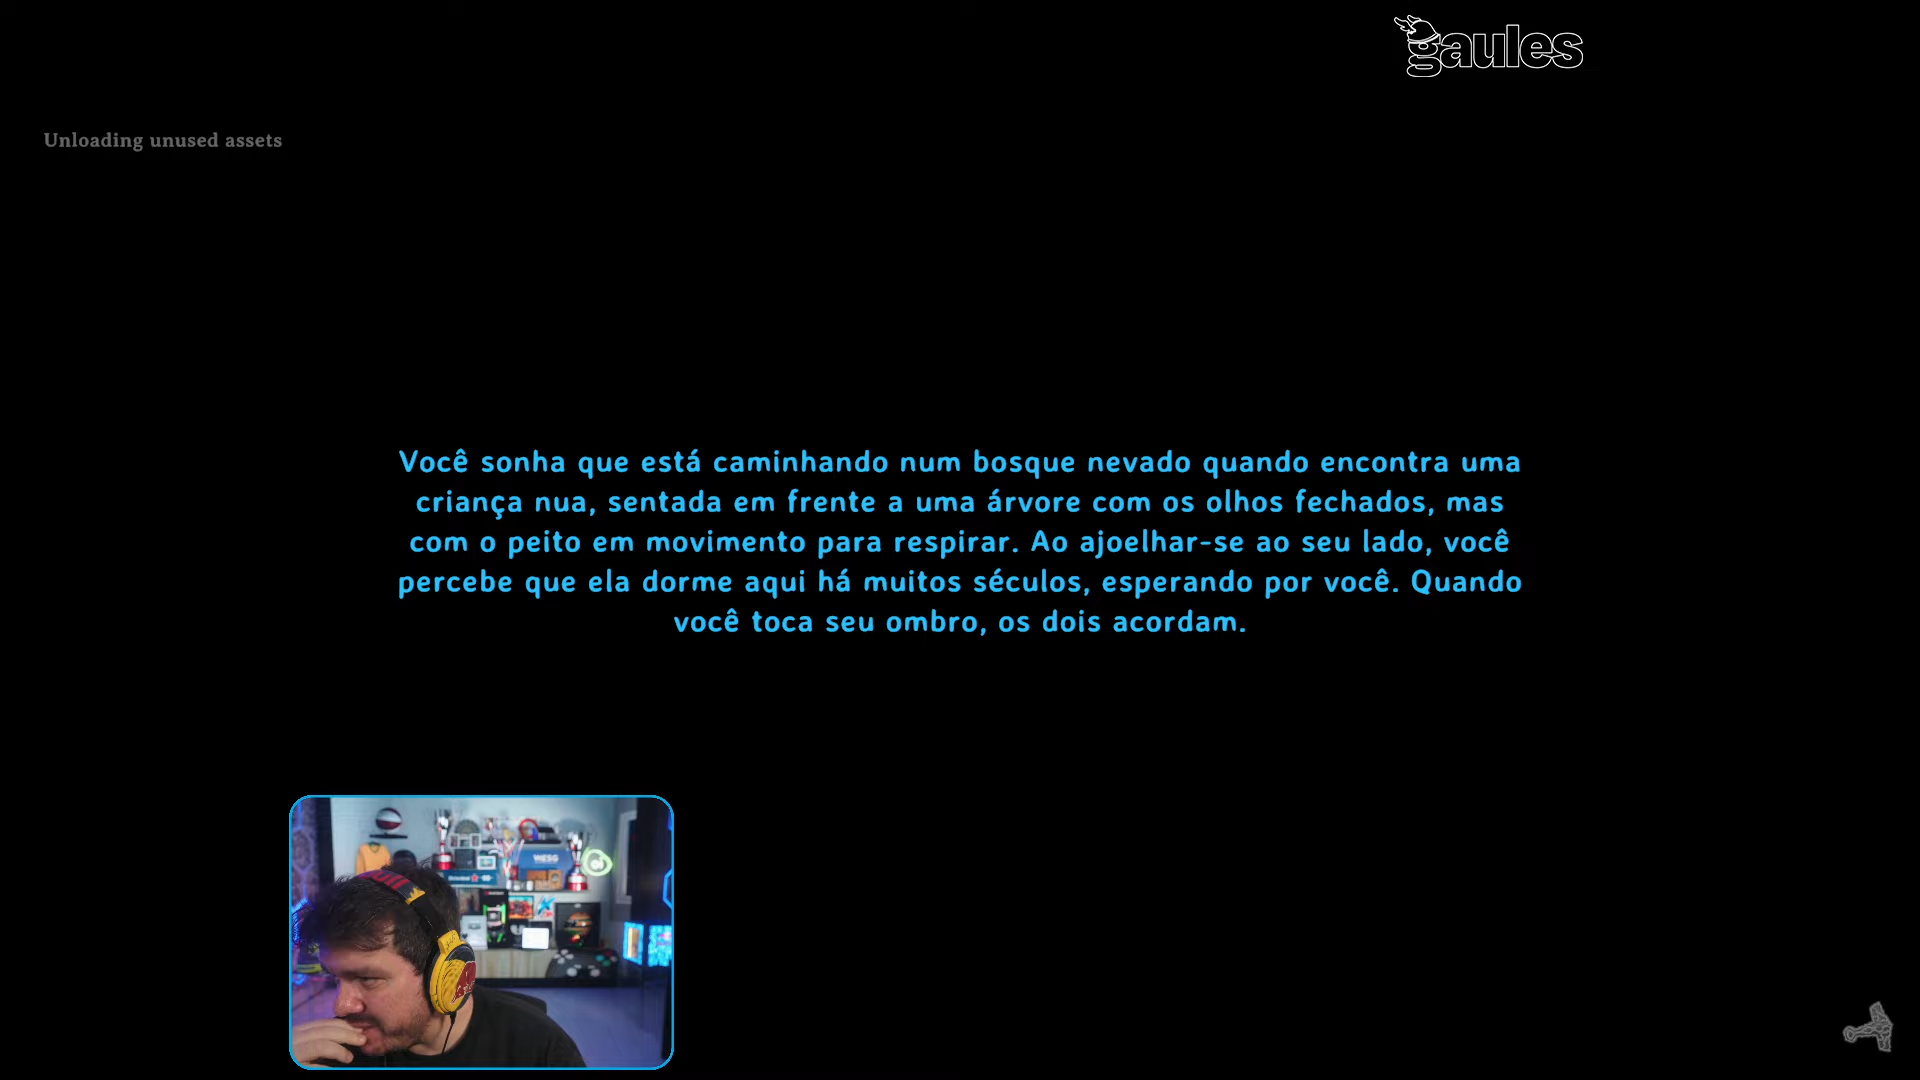 gaules
Unloading unused assets
Você sonha que está caminhando num bosque nevado quando encontra uma
criança nua, sentada em frente a uma árvore com os olhos fechados, mas
com o peito em movimento para respirar. Ao ajoelhar-se ao seu lado, você
percebe que ela dorme aqui há muitos séculos, esperando por você. Quando
você toca seu ombro, os dois acordam.
WESG